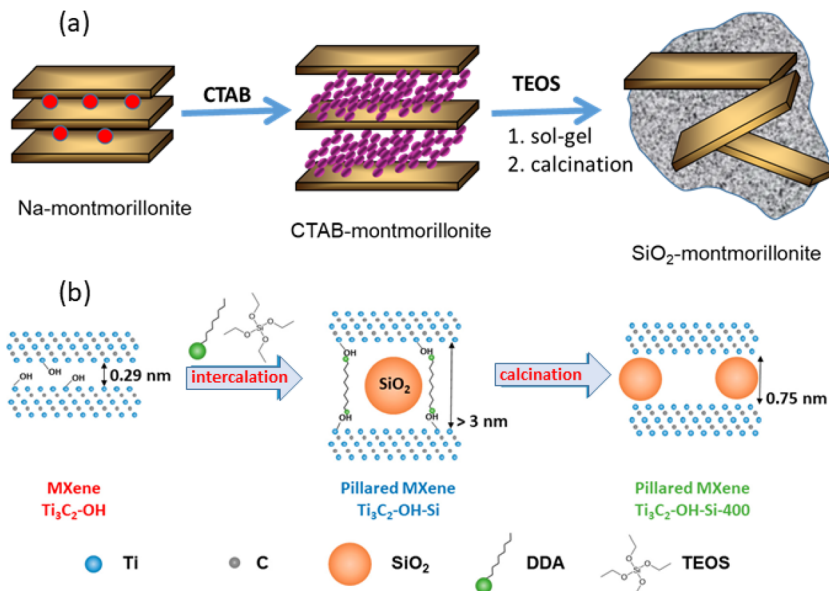 (a)
CTAB
TEOS
1. sol-gel
2. calcination
Na-montmorillonite
CTAB-montmorillonite
SiO₂-montmorillonite
(b)
OH
OH
OH
0.29 nm
O
O
Si
O
O
intercalation
OH
OH
SiO₂
OH
OH
> 3 nm
calcination
0.75 nm
MXene
Ti₃C₂-OH
Pillared MXene
Ti₃C₂-OH-Si
Pillared MXene
Ti₃C₂-OH-Si-400
Ti
C
SiO₂
DDA
O
O
Si
O
O
TEOS